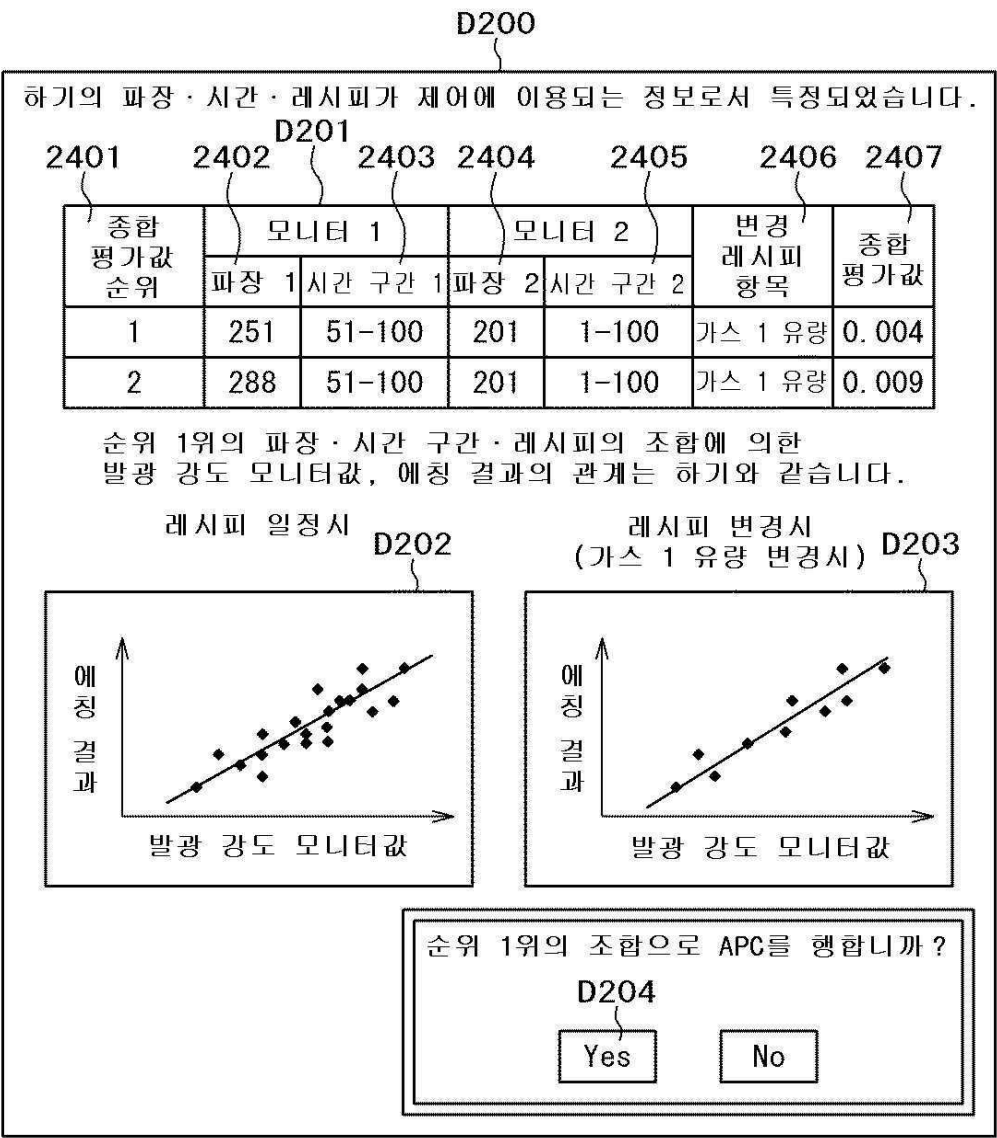 D200
하기의 파장·시간·레시피가 제어에 이용되는 정보로서 특정되었습니다.
D201
2401 2402 2403 2404 2405 2406 2407
종합 평가값 순위 모니터 1 모니터 2 변경 레시피 항목 종합 평가값
파장 1 시간 구간 1 파장 2 시간 구간 2
1 251 51-100 201 1-100 가스 1 유량 0.004
2 288 51-100 201 1-100 가스 1 유량 0.009
순위 1위의 파장·시간 구간·레시피의 조합에 의한
발광 강도 모니터값, 에칭 결과의 관계는 하기와 같습니다.
레시피 일정시
D202
에칭 결과
발광 강도 모니터값
레시피 변경시
(가스 1 유량 변경시)
D203
에칭 결과
발광 강도 모니터값
순위 1위의 조합으로 APC를 행합니까?
D204
Yes No